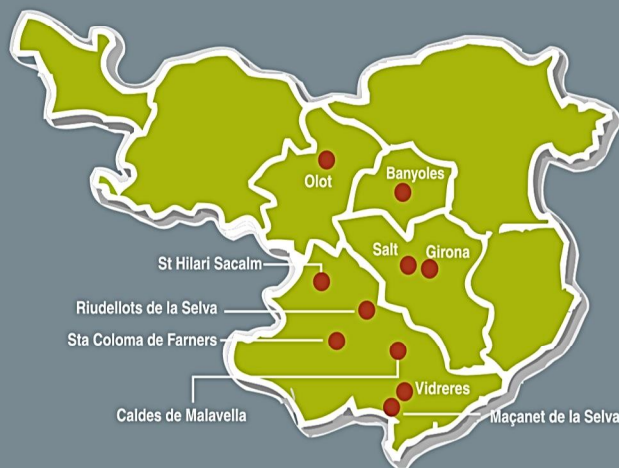 Olot
Banyoles
Salt
Girona
St Hilari Sacalm
Riudellots de la Selva
Sta Coloma de Farners
Vidreres
Caldes de Malavella
Maçanet de la Selva